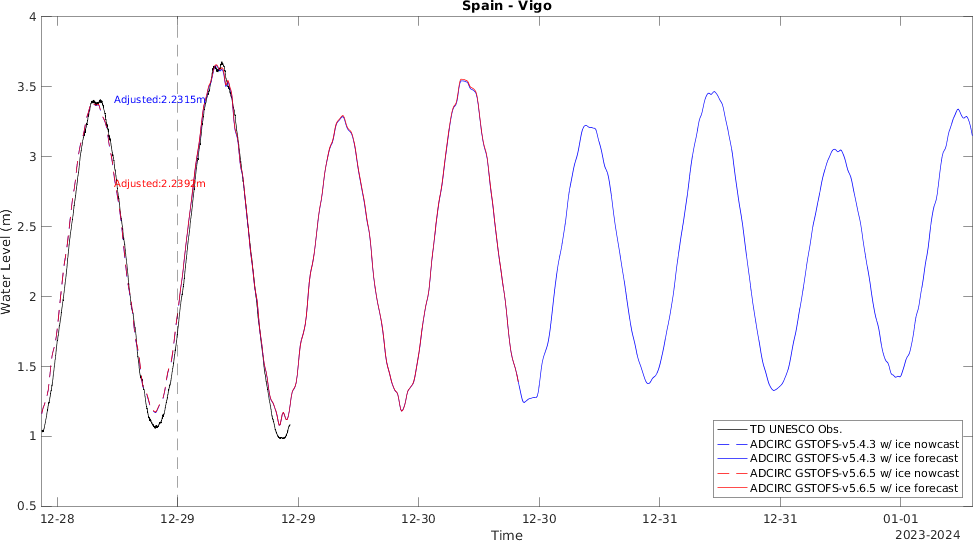 Spain - Vigo
4
3.5
3
2.5
2
1.5
1
0.5
Water Level (m)
Adjusted:2.2315m
Adjusted:2.2392m
TD UNESCO Obs.
ADCIRC GSTOFS-v5.4.3 w/ ice nowcast
ADCIRC GSTOFS-v5.4.3 w/ ice forecast
ADCIRC GSTOFS-v5.6.5 w/ ice nowcast
ADCIRC GSTOFS-v5.6.5 w/ ice forecast
12-28 12-29 12-29 12-30 12-30 12-31 12-31 01-01
Time
2023-2024